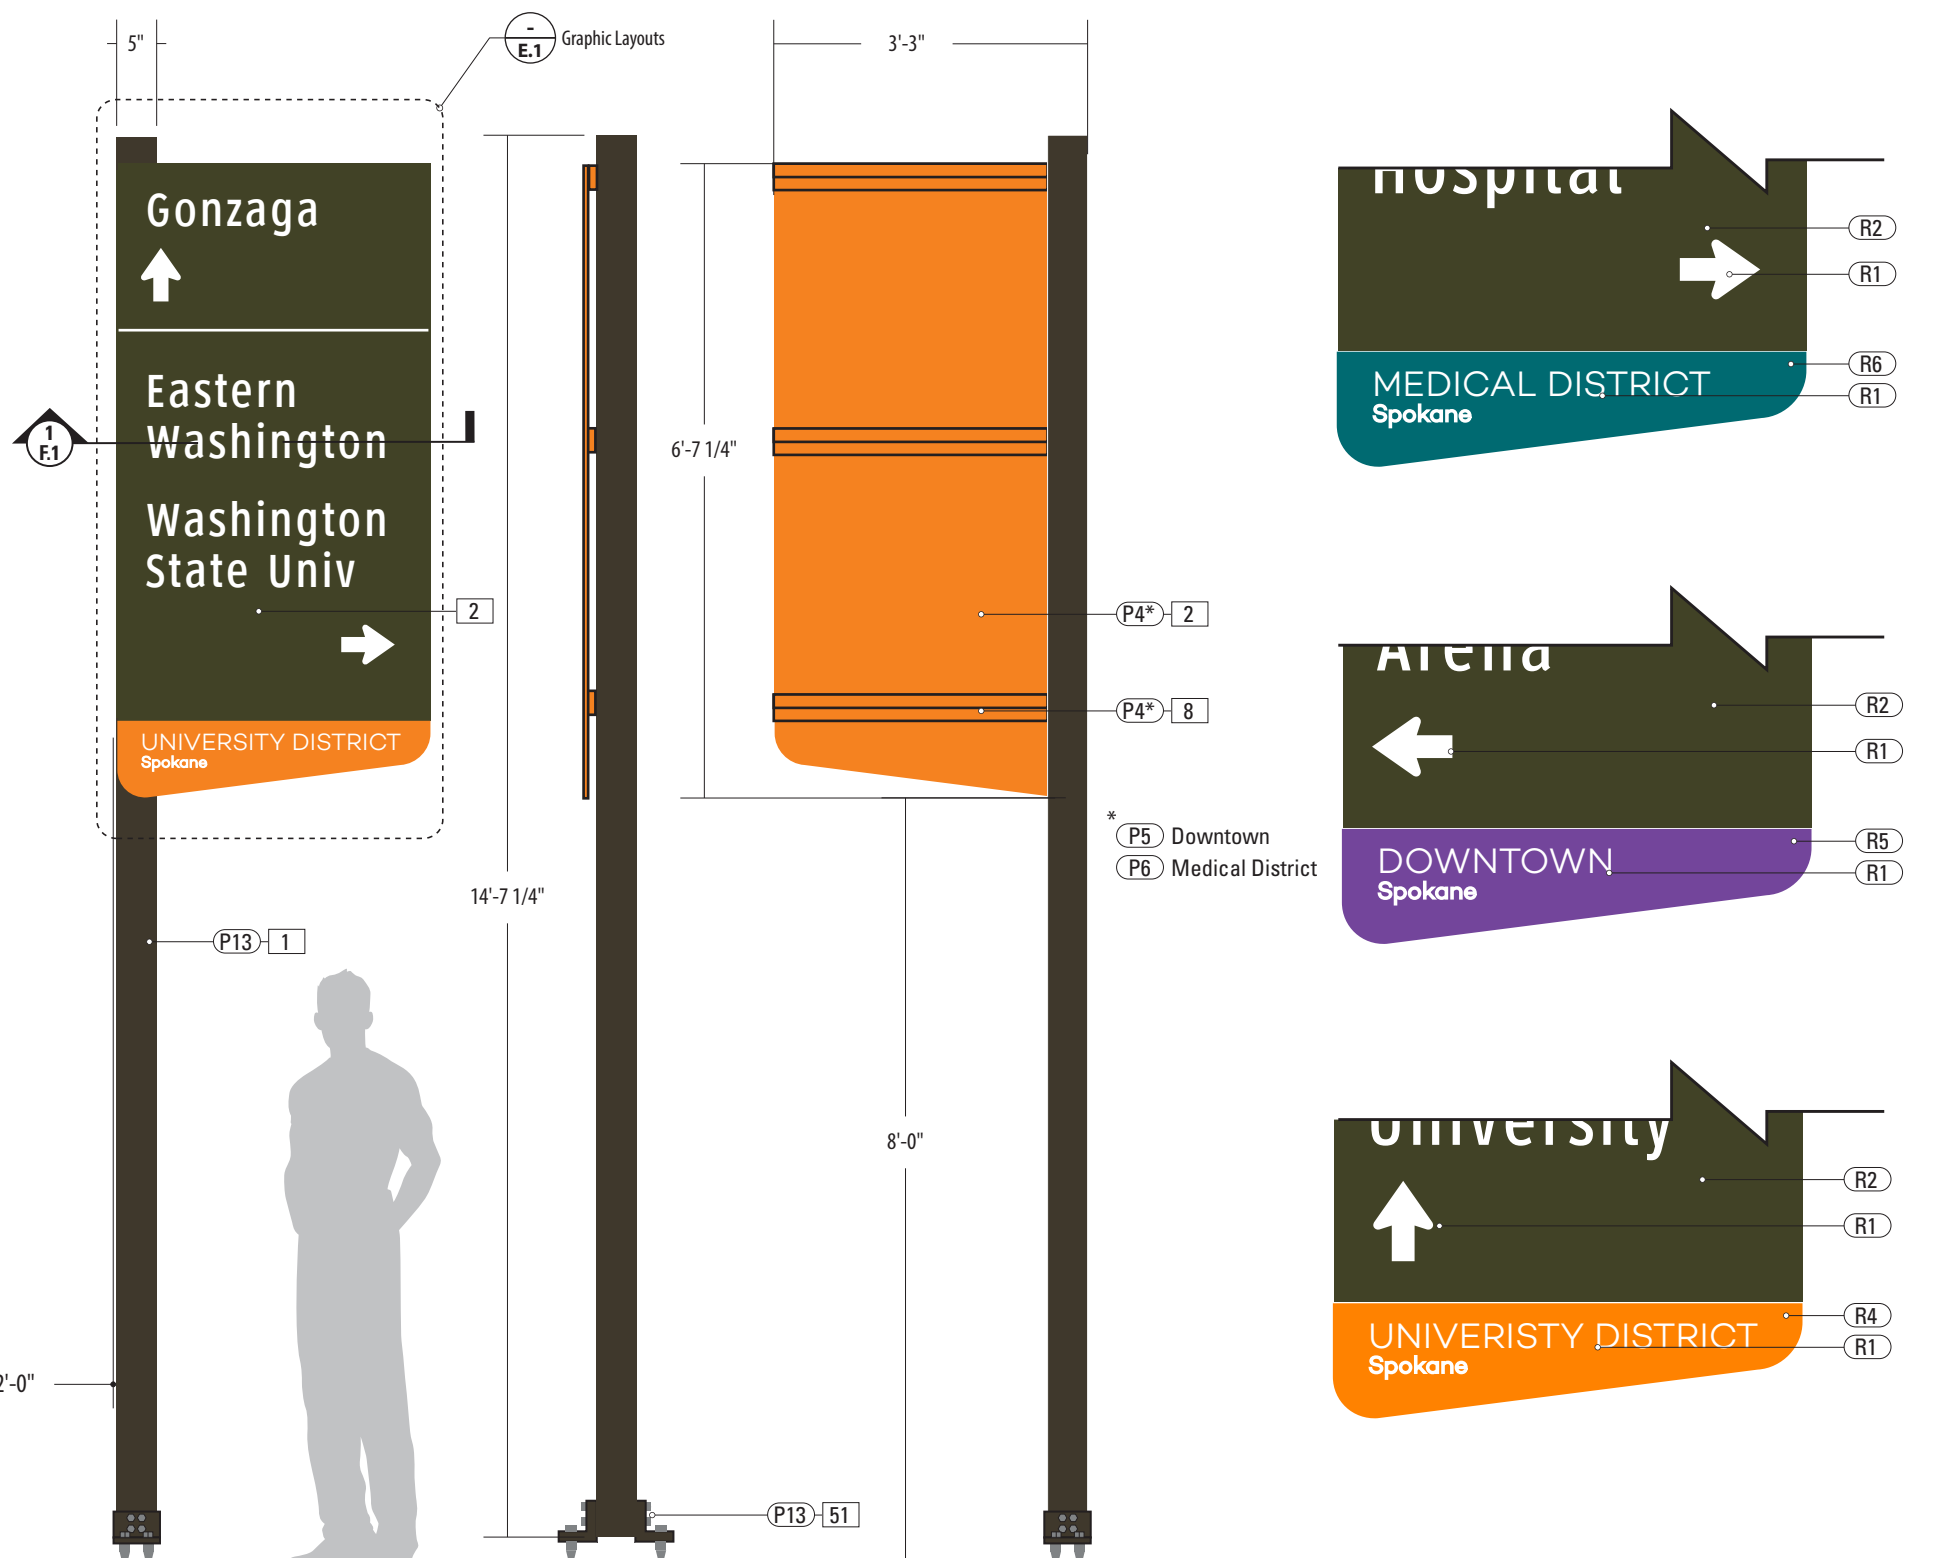 5"
-
E.1
Graphic Layouts
3'-3"
Gonzaga
Eastern
Washington
Washington
State Univ
2
UNIVERSITY DISTRICT
Spokane
1
F.1
6'-7 1/4"
14'-7 1/4"
P4* 2
P4* 8
*
P5 Downtown
P6 Medical District
P13 1
8'-0"
2'-0"
P13 51
Hospital
R2
R1
R6
MEDICAL DISTRICT
R1
Spokane
Arena
R2
R1
R5
DOWNTOWN
R1
Spokane
University
R2
R1
R4
UNIVERISTY DISTRICT
R1
Spokane